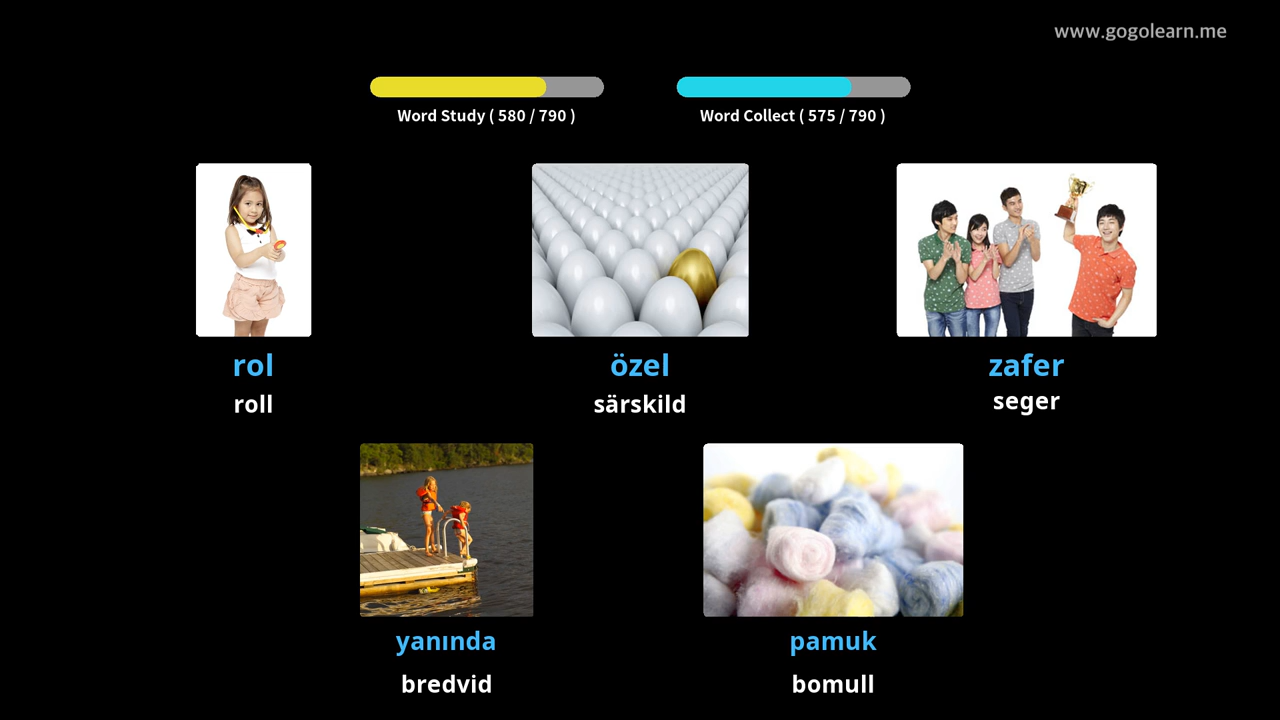 www.gogolearn.me
Word Study ( 580 / 790 )
Word Collect ( 575 / 790 )
rol
roll
özel
särskild
zafer
seger
yanında
bredvid
pamuk
bomull